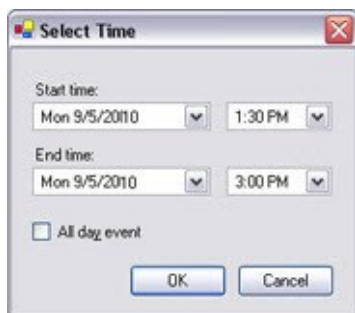 Select Time
Start time:
Mon 9/5/2010 1:30 PM
End time:
Mon 9/5/2010 3:00 PM
All day event
OK Cancel